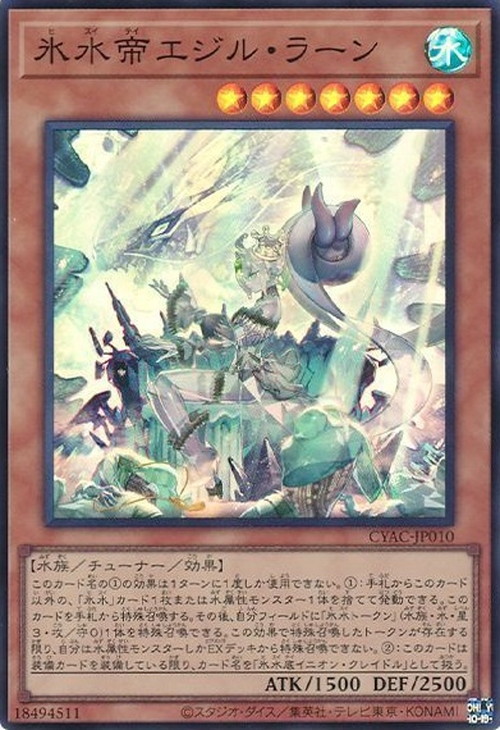 氷水帝エジル・ラーン
水
CYAC-JP010
【水族/チューナー/効果】
このカード名の①の効果は1ターンに1度しか使用できない。①:手札からこのカード
以外の、「氷水」カード1枚または水属性モンスター1体を捨てて発動できる。この
カードを手札から特殊召喚する。その後、自分フィールドに「氷水トークン」(水族・水・星
3・攻/守0)1体を特殊召喚できる。この効果で特殊召喚したトークンが存在する
限り、自分は水属性モンスターしかEXデッキから特殊召喚できない。②:このカードは
装備カードを装備している限り、カード名を「氷水底イニオン・クレイドル」として扱う。
ATK/1500 DEF/2500
18494511 ©スタジオ・ダイス/集英社・テレビ東京・KONAMI